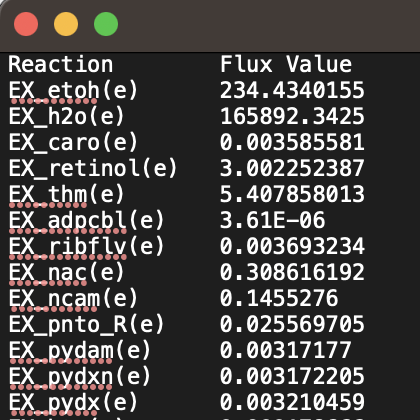 Reaction Flux Value
EX_etoh(e) 234.4340155
EX_h2o(e) 165892.3425
EX_caro(e) 0.003585581
EX_retinol(e) 3.002252387
EX_thm(e) 5.407858013
EX_adpcbl(e) 3.61E-06
EX_ribflv(e) 0.003693234
EX_nac(e) 0.308616192
EX_ncam(e) 0.1455276
EX_pnto_R(e) 0.025569705
EX_pydam(e) 0.00317177
EX_pydxn(e) 0.003172205
EX_pydx(e) 0.003210459